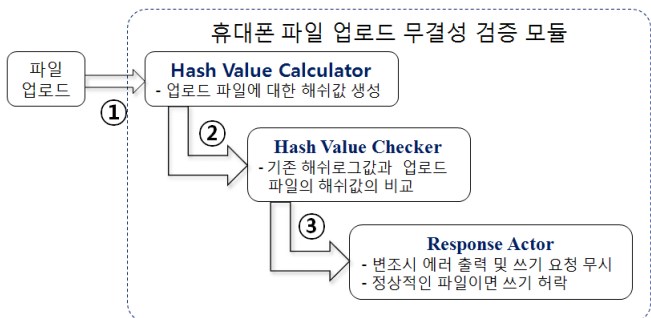 휴대폰 파일 업로드 무결성 검증 모듈
파일
업로드
①
Hash Value Calculator
- 업로드 파일에 대한 해쉬값 생성
②
Hash Value Checker
- 기존 해쉬로그값과 업로드
파일의 해쉬값의 비교
③
Response Actor
- 변조시 에러 출력 및 쓰기 요청 무시
- 정상적인 파일이면 쓰기 허락